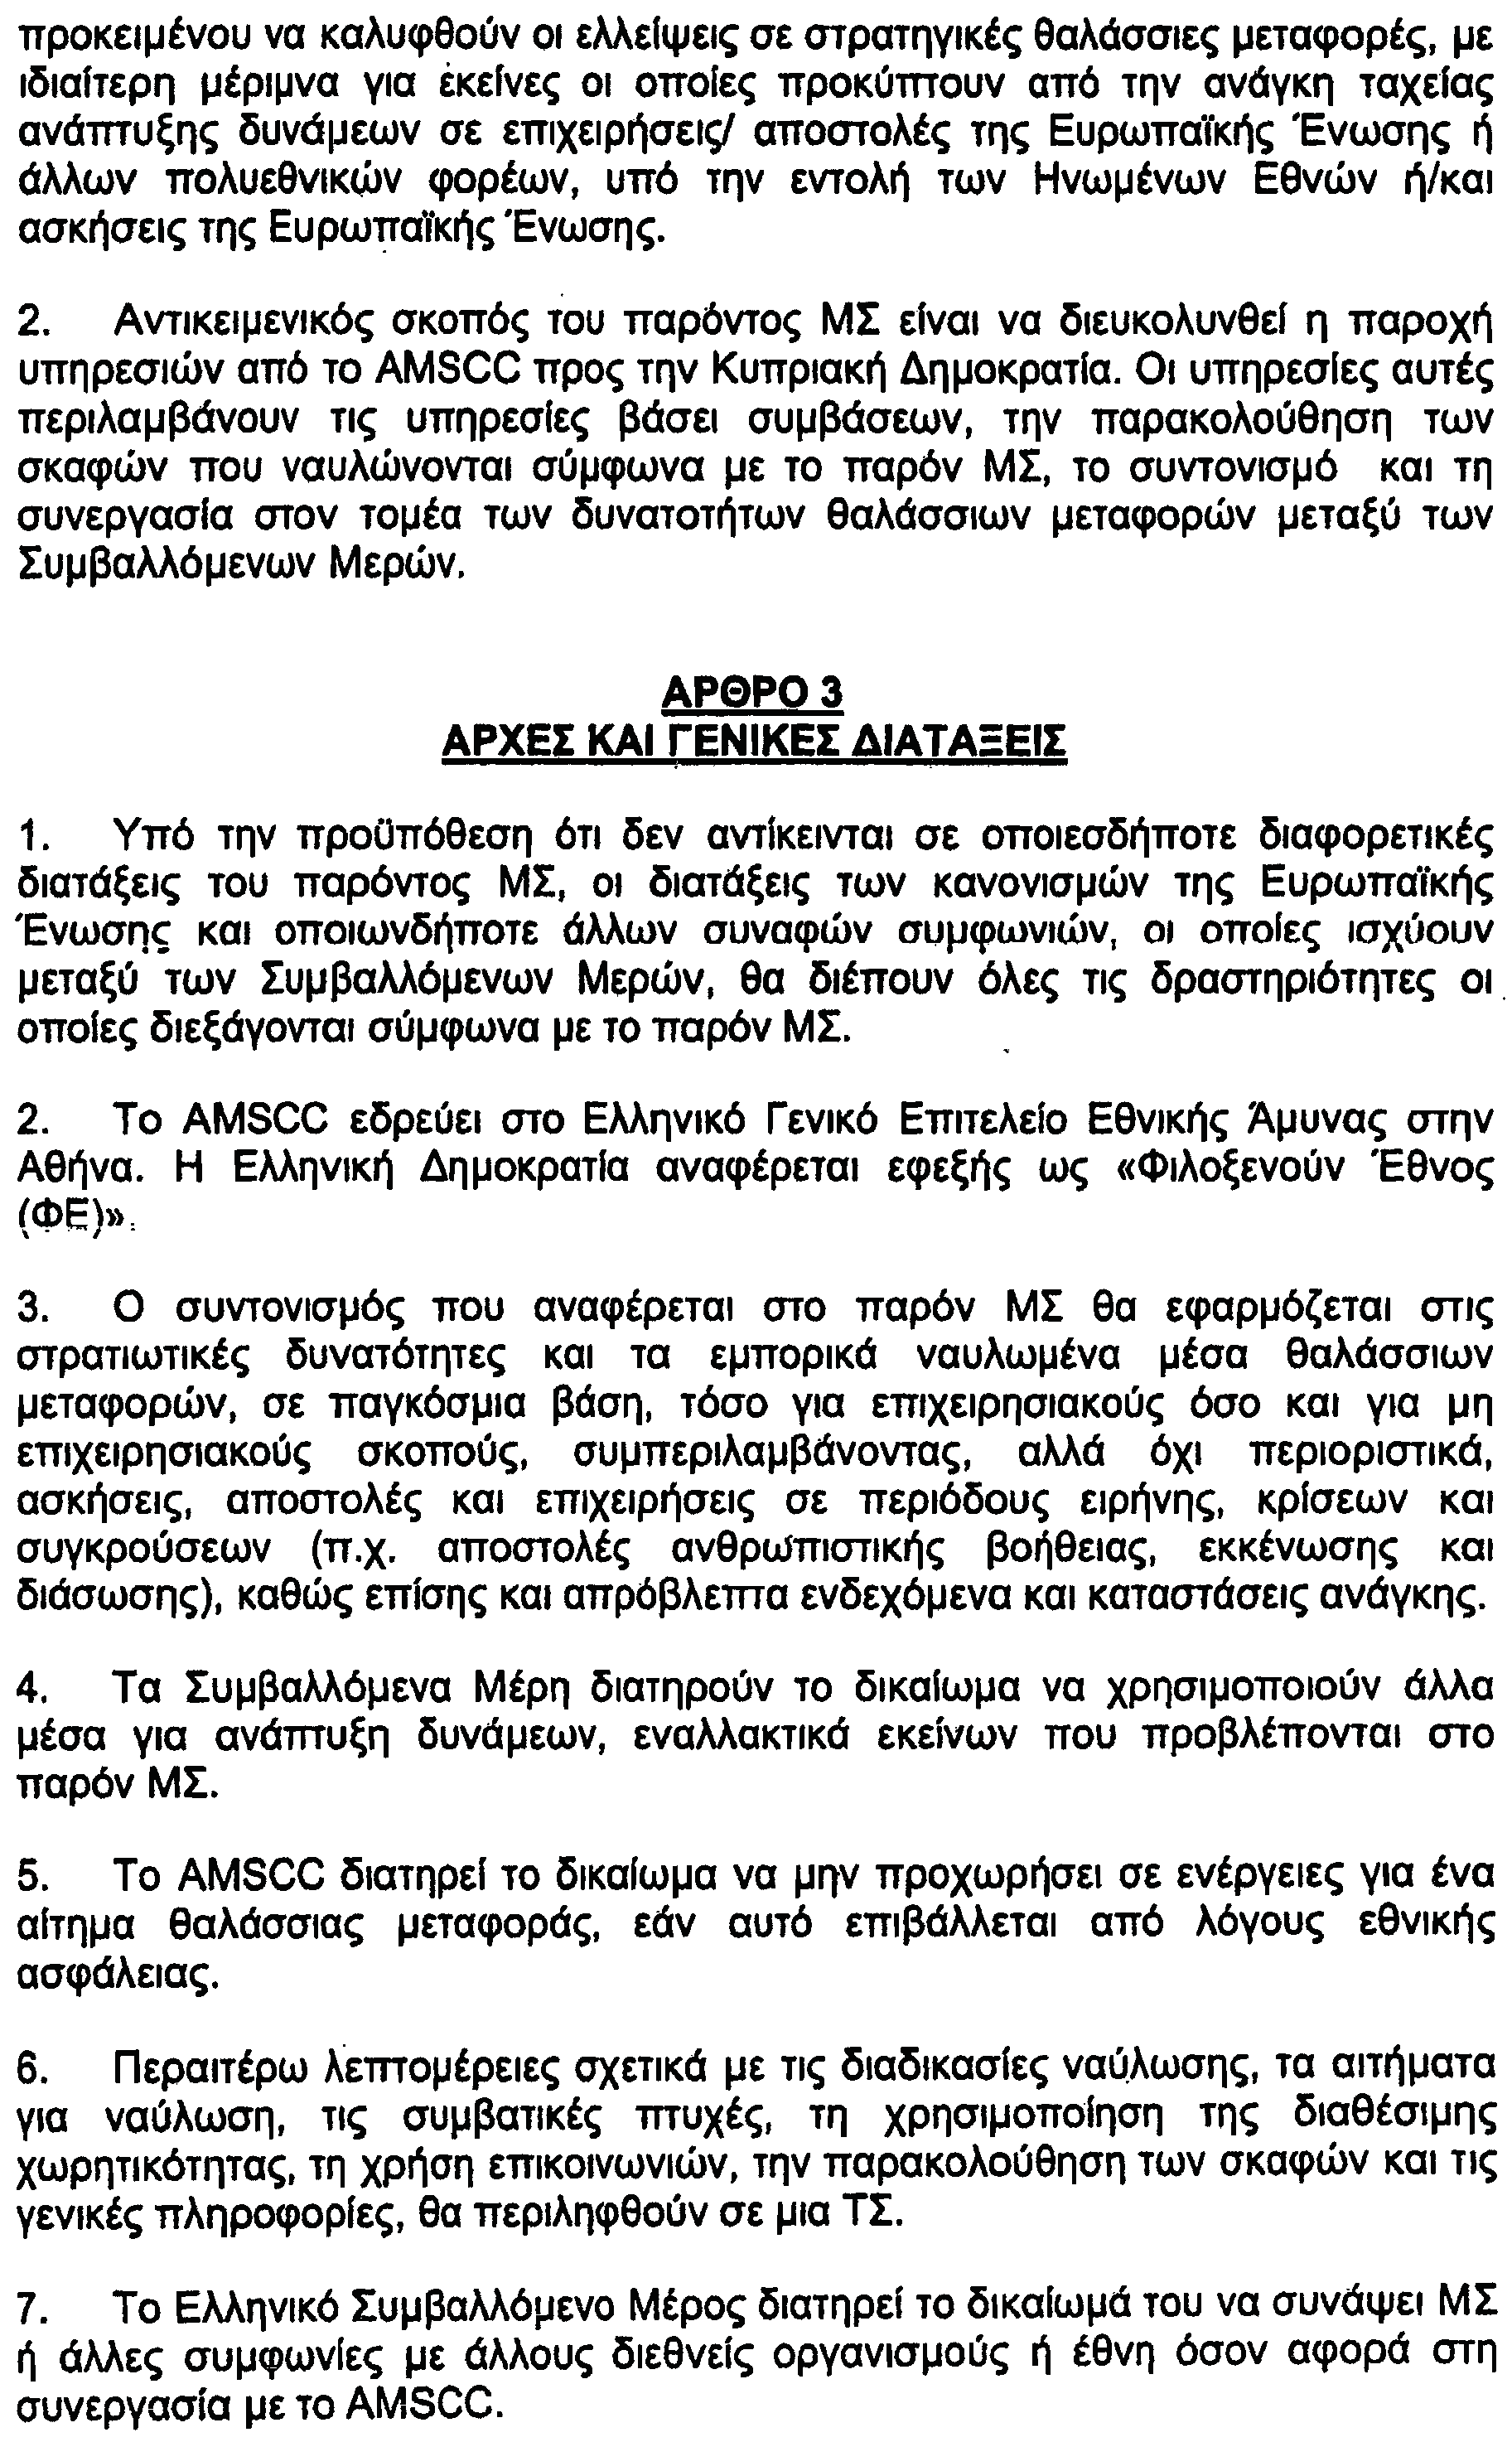 προκειμένου να καλυφθούν οι ελλείψεις σε στρατηγικές θαλάσσιες μεταφορές, με
ιδιαίτερη μέριμνα για εκείνες οι οποίες προκύπτουν από την ανάγκη ταχείας
ανάπτυξης δυνάμεων σε επιχειρήσεις/ αποστολές της Ευρωπαϊκής Ένωσης ή
άλλων πολυεθνικών φορέων, υπό την εντολή των Ηνωμένων Εθνών ή/και
ασκήσεις της Ευρωπαϊκής Ένωσης.
2. Αντικειμενικός σκοπός του παρόντος ΜΣ είναι να διευκολυνθεί η παροχή
υπηρεσιών από το AMSCC προς την Κυπριακή Δημοκρατία. Οι υπηρεσίες αυτές
περιλαμβάνουν τις υπηρεσίες βάσει συμβάσεων, την παρακολούθηση των
σκαφών που ναυλώνονται σύμφωνα με το παρόν ΜΣ, το συντονισμό και τη
συνεργασία στον τομέα των δυνατοτήτων θαλάσσιων μεταφορών μεταξύ των
Συμβαλλόμενων Μερών.
ΑΡΘΡΟ 3
ΑΡΧΕΣ ΚΑΙ ΓΕΝΙΚΕΣ ΔΙΑΤΑΞΕΙΣ
1. Υπό την προϋπόθεση ότι δεν αντίκεινται σε οποιεσδήποτε διαφορετικές
διατάξεις του παρόντος ΜΣ, οι διατάξεις των κανονισμών της Ευρωπαϊκής
Ένωσης και οποιωνδήποτε άλλων συναφών συμφωνιών, οι οποίες ισχύουν
μεταξύ των Συμβαλλόμενων Μερών, θα διέπουν όλες τις δραστηριότητες οι
οποίες διεξάγονται σύμφωνα με το παρόν ΜΣ.
2. Το AMSCC εδρεύει στο Ελληνικό Γενικό Επιτελείο Εθνικής Άμυνας στην
Αθήνα. Η Ελληνική Δημοκρατία αναφέρεται εφεξής ως «Φιλοξενούν Έθνος
(ΦΕ)».
3. Ο συντονισμός που αναφέρεται στο παρόν ΜΣ θα εφαρμόζεται στις
στρατιωτικές δυνατότητες και τα εμπορικά ναυλωμένα μέσα θαλάσσιων
μεταφορών, σε παγκόσμια βάση, τόσο για επιχειρησιακούς όσο και για μη
επιχειρησιακούς σκοπούς, συμπεριλαμβάνοντας, αλλά όχι περιοριστικά,
ασκήσεις, αποστολές και επιχειρήσεις σε περιόδους ειρήνης, κρίσεων και
συγκρούσεων (π.χ. αποστολές ανθρωπιστικής βοήθειας, εκκένωσης και
διάσωσης), καθώς επίσης και απρόβλεπτα ενδεχόμενα και καταστάσεις ανάγκης.
4. Τα Συμβαλλόμενα Μέρη διατηρούν το δικαίωμα να χρησιμοποιούν άλλα
μέσα για ανάπτυξη δυνάμεων, εναλλακτικά εκείνων που προβλέπονται στο
παρόν ΜΣ.
5. Το AMSCC διατηρεί το δικαίωμα να μην προχωρήσει σε ενέργειες για ένα
αίτημα θαλάσσιας μεταφοράς, εάν αυτό επιβάλλεται από λόγους εθνικής
ασφάλειας.
6. Περαιτέρω λεπτομέρειες σχετικά με τις διαδικασίες ναύλωσης, τα αιτήματα
για ναύλωση, τις συμβατικές πτυχές, τη χρησιμοποίηση της διαθέσιμης
χωρητικότητας, τη χρήση επικοινωνιών, την παρακολούθηση των σκαφών και τις
γενικές πληροφορίες, θα περιληφθούν σε μια ΤΣ.
7. Το Ελληνικό Συμβαλλόμενο Μέρος διατηρεί το δικαίωμά του να συνάψει ΜΣ
ή άλλες συμφωνίες με άλλους διεθνείς οργανισμούς ή έθνη όσον αφορά στη
συνεργασία με το AMSCC.